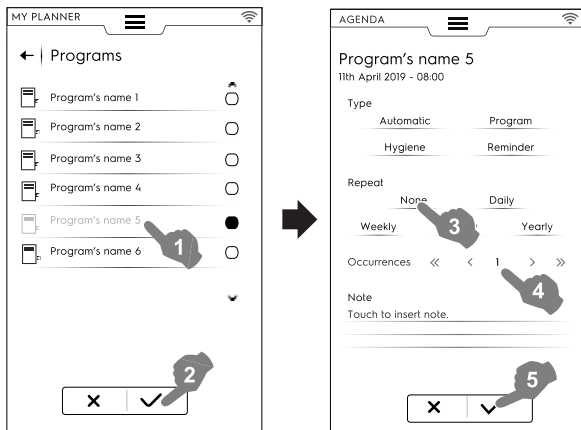 MY PLANNER
Programs
Program's name 1
Program's name 2
Program's name 3
Program's name 4
Program's name 5
Program's name 6
1
2
AGENDA
Program's name 5
11th April 2019 - 08:00
Type
Automatic Program
Hygiene Reminder
Repeat
None Daily
3
Weekly Yearly
Occurrences « < 1 > »
4
Note
Touch to insert note.
5